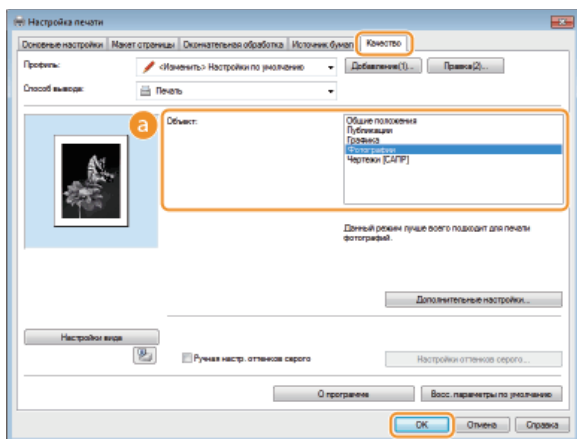 Настройка печати
Основные настройки Макет страницы Окончательная обработка Источник бумаги Качество
Профиль: <Изменить> Настройки по умолчанию Добавление(1)... Правка(2)...
Способ вывода: Печать
a Объект: Общие положения
Публикации
Графика
Фотографии
Чертежи [САПР]
Данный режим лучше всего подходит для печати
фотографий.
Дополнительные настройки...
Настройки вида
Ручная настр. оттенков серого Настройки оттенков серого...
О программе Восс. параметры по умолчанию
OK Отмена Справка